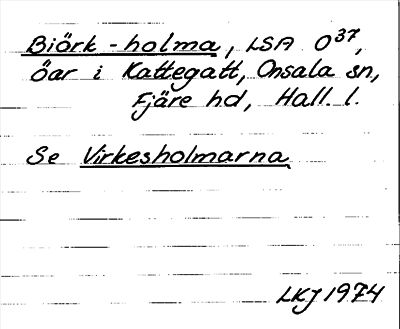 Biörk-holma, LSA O37,
öar i Kattegatt, Onsala sn,
Fjäre hd, Hall. l.
Se Virkesholmarna
LKJ 1974